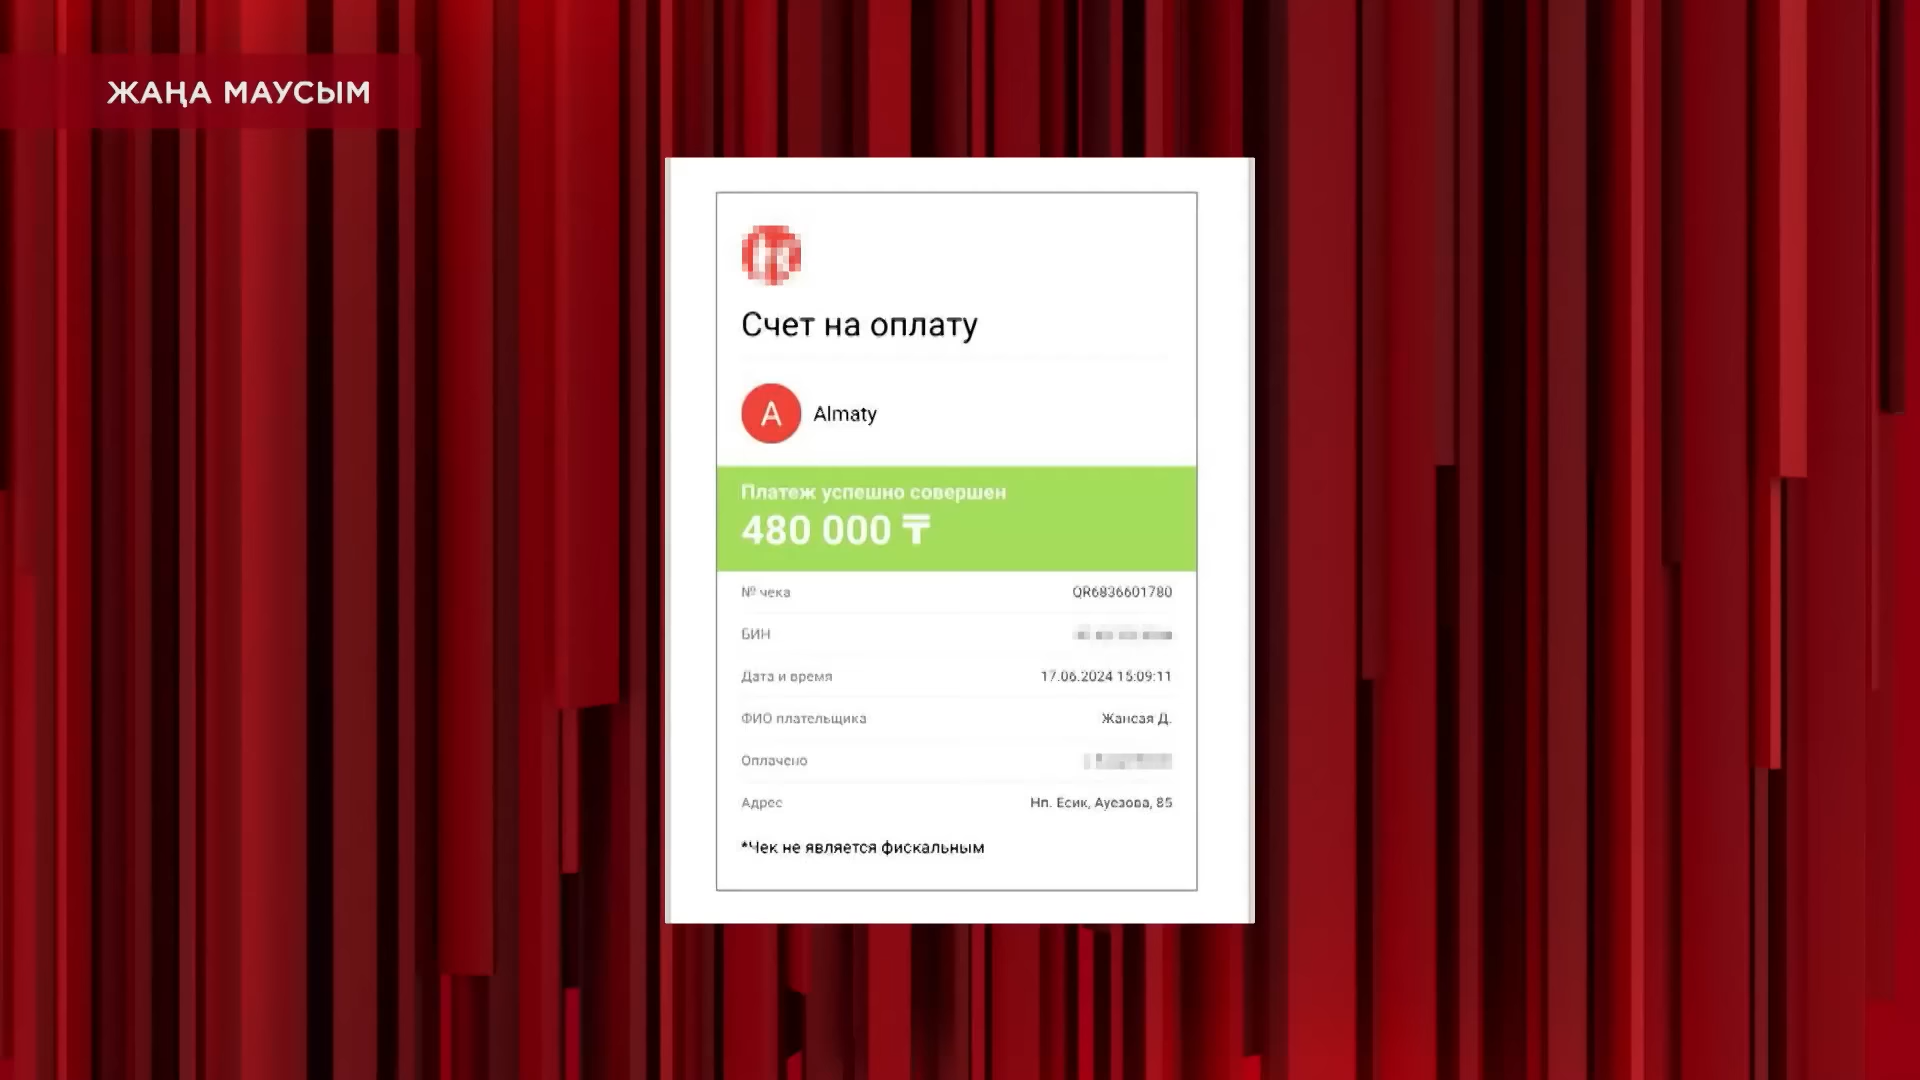 ЖАҢА МАУСЫМ
Счет на оплату
A Almaty
Платеж успешно совершен
480 000 ₸
№ чека QR6836601780
БИН
Дата и время 17.06.2024 15:09:11
ФИО плательщика Жансая Д.
Оплачено
Адрес Нп. Есик, Ауезова, 85
*Чек не является фискальным